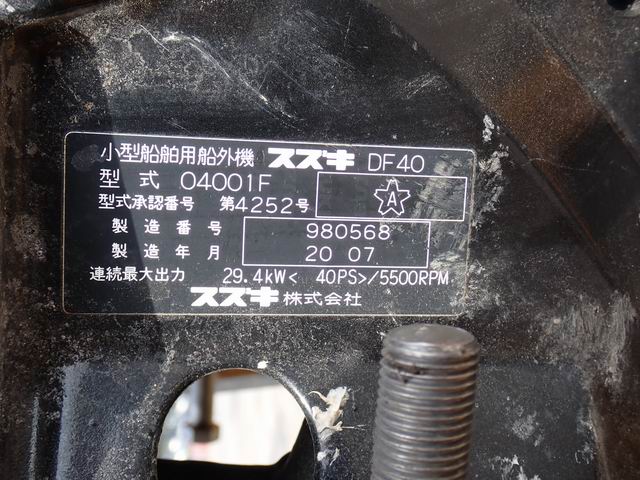 小型船舶用船外機 スズキ DF40
型式 04001F
A
型式承認番号 第4252号
製造番号 980568
製造年月 20 07
連続最大出力 29.4kW< 40PS>/5500RPM
スズキ株式会社